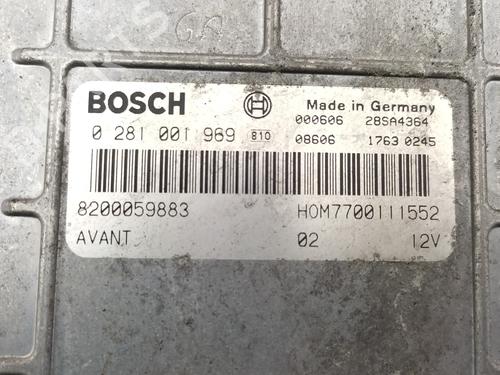 BOSCH
Made in Germany
0 281 001 969 810
000606 28SA4364
08606 1763 0245
8200059883 HOM7700111552
AVANT 02 12V